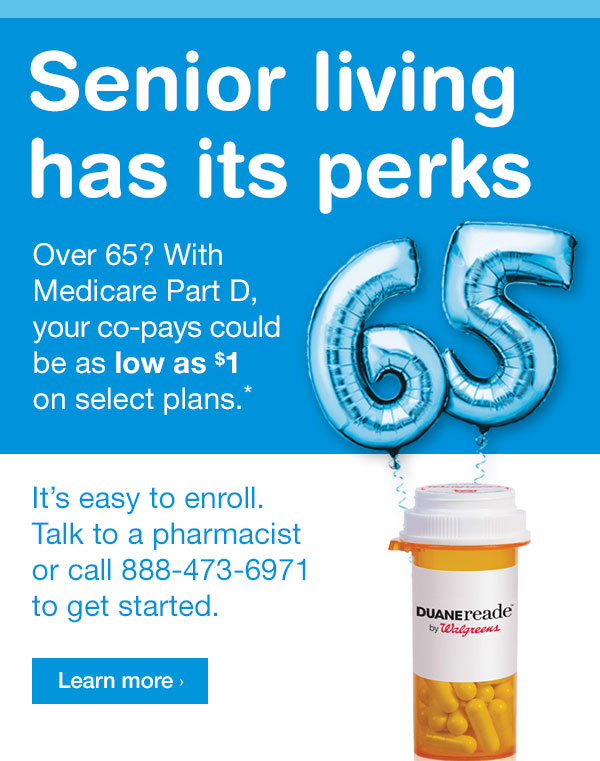 Senior living
has its perks
Over 65? With
Medicare Part D,
your co-pays could
be as low as $1
on select plans.*
65
It's easy to enroll.
Talk to a pharmacist
or call 888-473-6971
to get started.
DUANEreade™
by Walgreens
Learn more ›